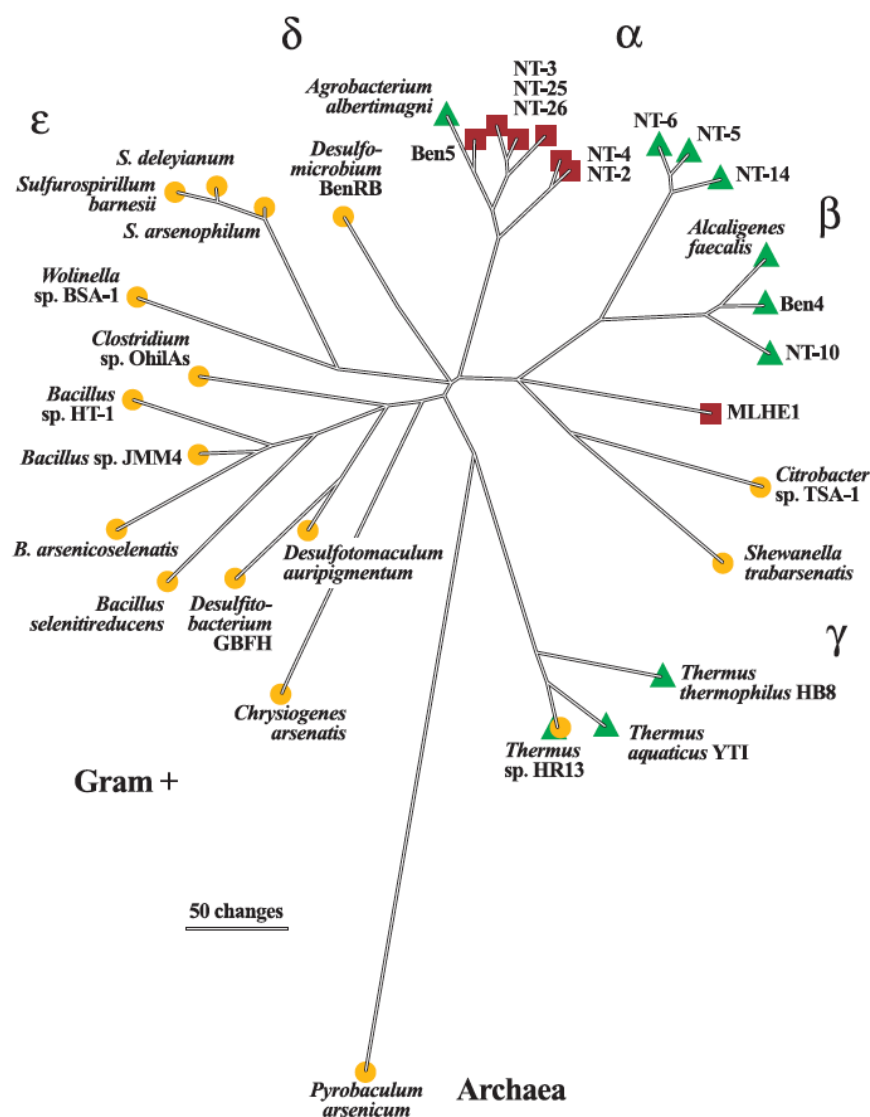 δ
α
ε
NT-3
NT-25
NT-26
Agrobacterium
albertimagni
Ben5
NT-4
NT-2
NT-6
NT-5
NT-14
Desulfo-
microbium
BenRB
S. deleyianum
Sulfurospirillum
barnesii
S. arsenophilum
Alcaligenes
faecalis
β
Ben4
NT-10
Wolinella
sp. BSA-1
Clostridium
sp. OhilAs
Bacillus
sp. HT-1
Bacillus sp. JMM4
MLHE1
Citrobacter
sp. TSA-1
B. arsenicoselenatis
Bacillus
selenitireducens
Desulfito-
bacterium
GBFH
Desulfotomaculum
auripigmentum
Shewanella
trabarsenatis
γ
Chrysiogenes
arsenatis
Thermus
thermophilus HB8
Thermus
sp. HR13
Thermus
aquaticus YTI
Gram +
50 changes
Pyrobaculum
arsenicum
Archaea